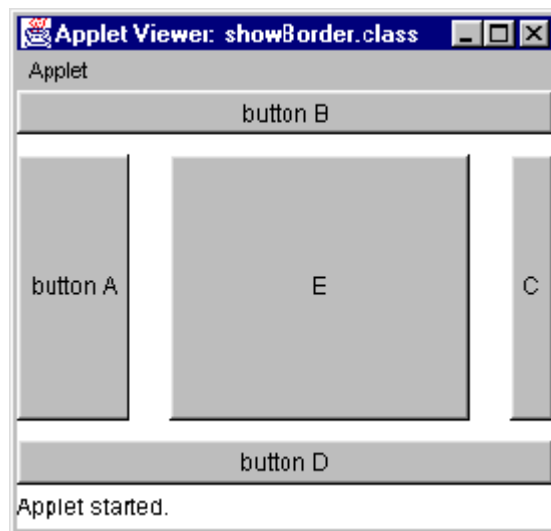 Applet Viewer: showBorder.class
Applet
button B
button A E C
button D
Applet started.